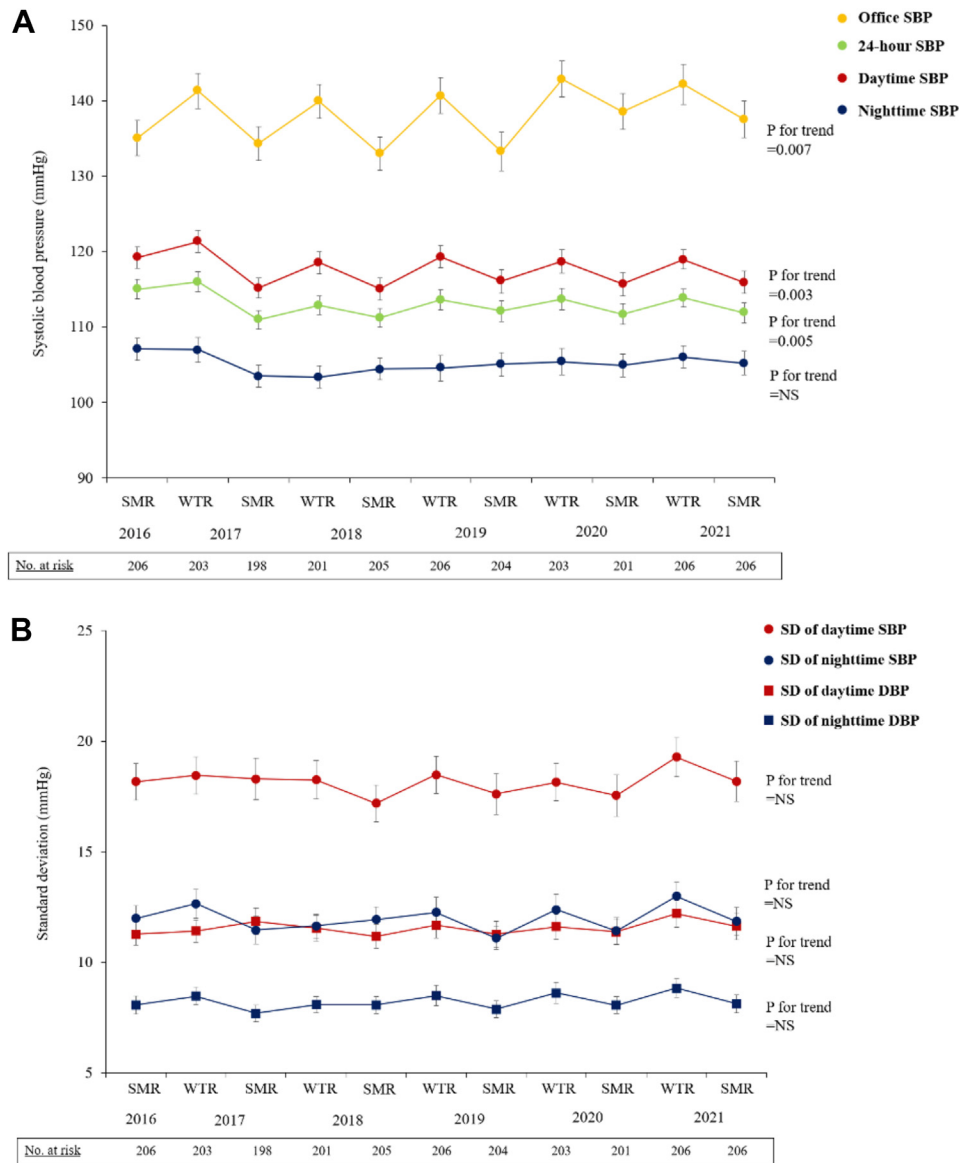 A
Office SBP
24-hour SBP
Daytime SBP
Nighttime SBP
Systolic blood pressure (mmHg)
150
140
130
120
110
100
90
P for trend
=0.007
P for trend
=0.003
P for trend
=0.005
P for trend
=NS
SMR WTR SMR WTR SMR WTR SMR WTR SMR WTR SMR
2016 2017 2018 2019 2020 2021
No. at risk 206 203 198 201 205 206 204 203 201 206 206
B
SD of daytime SBP
SD of nighttime SBP
SD of daytime DBP
SD of nighttime DBP
Standard deviation (mmHg)
25
20
15
10
5
P for trend
=NS
P for trend
=NS
P for trend
=NS
P for trend
=NS
SMR WTR SMR WTR SMR WTR SMR WTR SMR WTR SMR
2016 2017 2018 2019 2020 2021
No. at risk 206 203 198 201 205 206 204 203 201 206 206